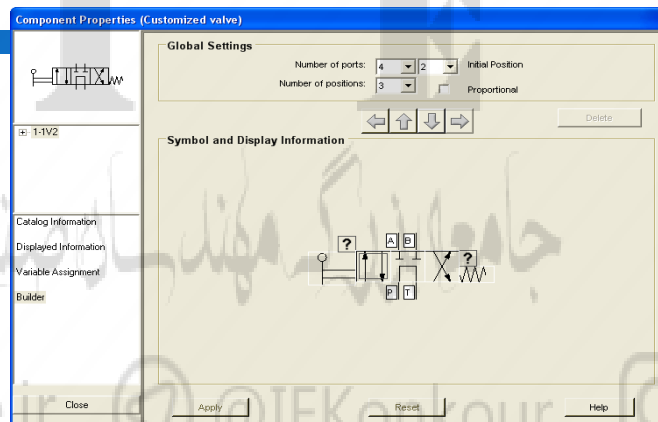 Component Properties (Customized valve)
Global Settings
Number of ports: 4 2 Initial Position
Number of positions: 3 Proportional
Delete
1-1V2
Symbol and Display Information
? A B ?
P T
Catalog Information
Displayed Information
Variable Assignment
Builder
Close
Apply
Reset
Help
@IEKonkour